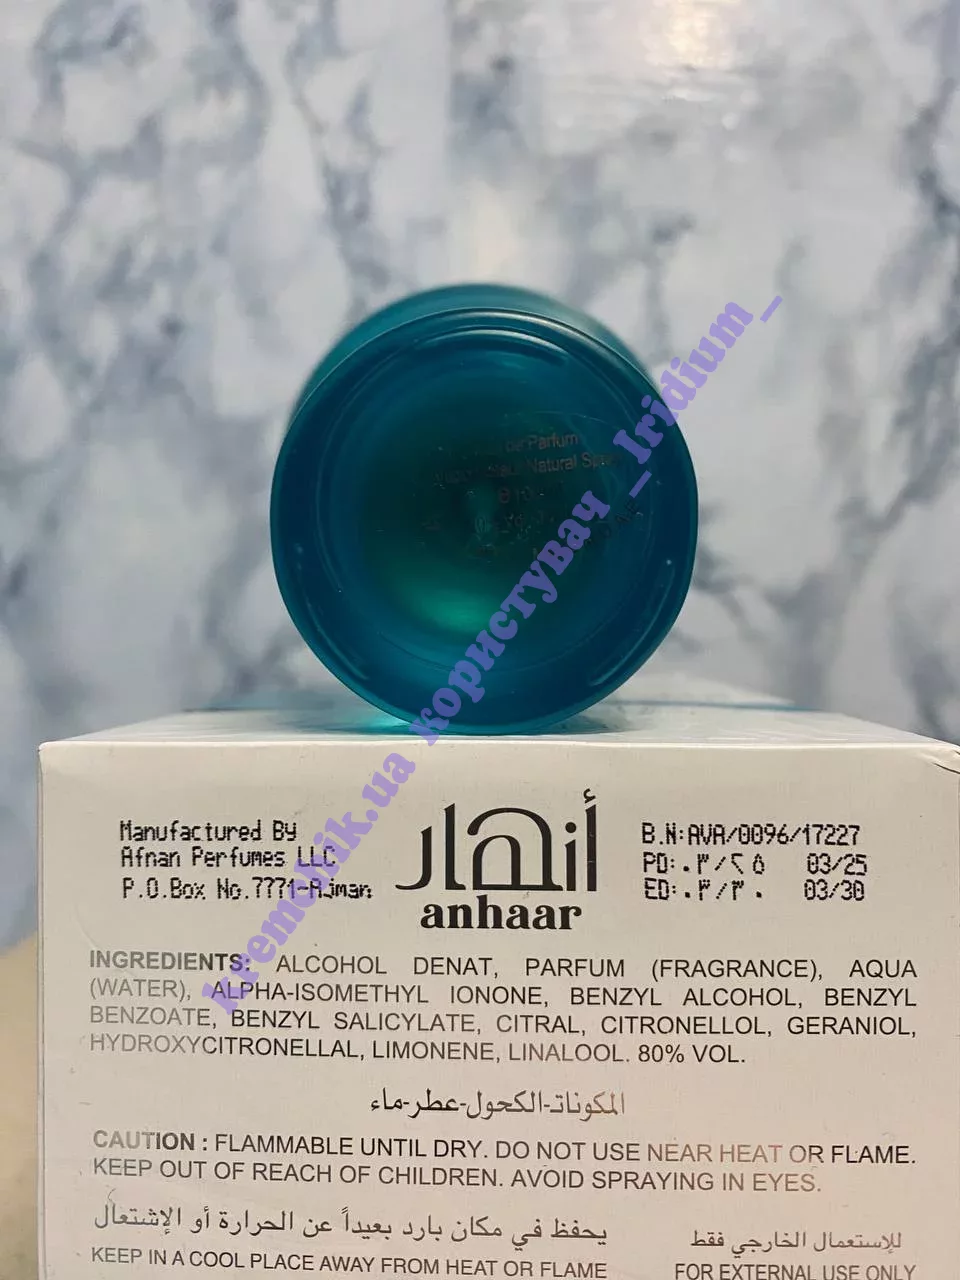 de Parfum
Natural
Manufactured By
Afnan Perfumes LLC
P.O.Box No.7771-Ajman
أنهار
anhaar
B.N:AVA/0096/17227
PD:٠٣/٢٥ 03/25
ED:٠٣/٣٠ 03/30
INGREDIENTS: ALCOHOL DENAT, PARFUM (FRAGRANCE), AQUA
(WATER), ALPHA-ISOMETHYL IONONE, BENZYL ALCOHOL, BENZYL
BENZOATE, BENZYL SALICYLATE, CITRAL, CITRONELLOL, GERANIOL,
HYDROXYCITRONELLAL, LIMONENE, LINALOOL. 80% VOL.
المكونات-الكحول-عطر-ماء
CAUTION : FLAMMABLE UNTIL DRY. DO NOT USE NEAR HEAT OR FLAME.
KEEP OUT OF REACH OF CHILDREN. AVOID SPRAYING IN EYES.
يحفظ في مكان بارد بعيداً عن الحرارة أو الإشتعال
للإستعمال الخارجي فقط
KEEP IN A COOL PLACE AWAY FROM HEAT OR FLAME
FOR EXTERNAL USE ONLY
kremchik.ua користувач _Iridium_